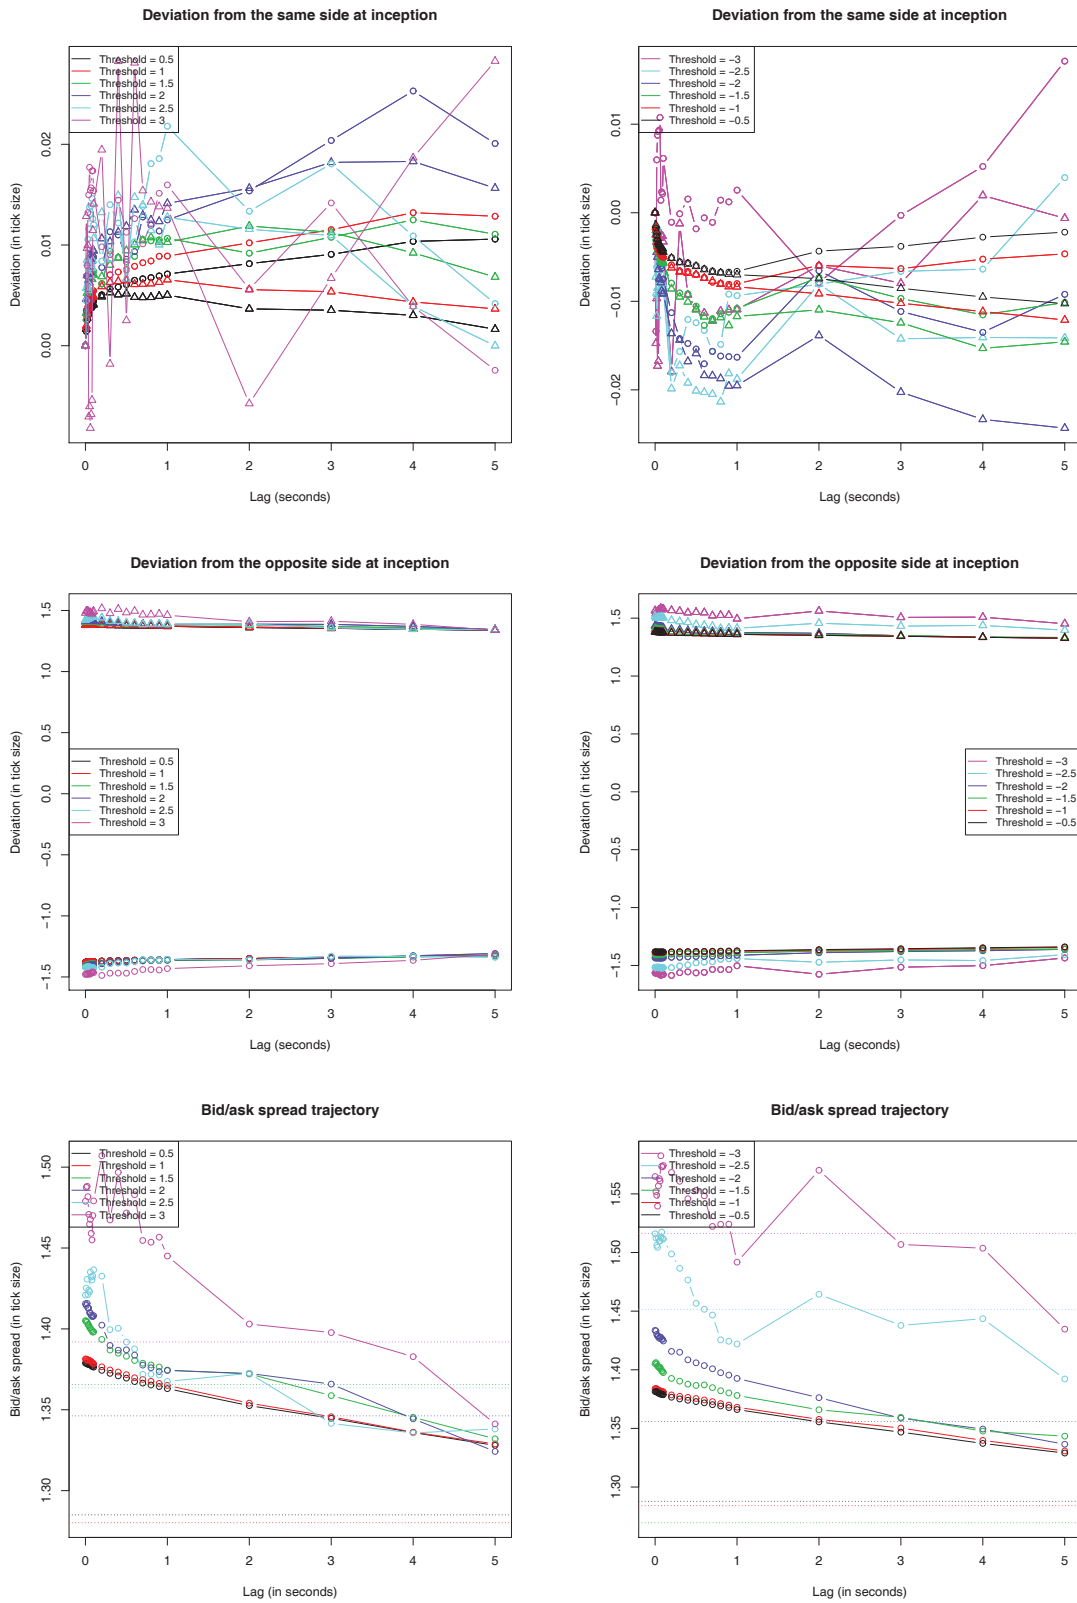 Deviation from the same side at inception
Threshold = 0.5
Threshold = 1
Threshold = 1.5
Threshold = 2
Threshold = 2.5
Threshold = 3
0.02
0.01
0.00
Deviation (in tick size)
0 1 2 3 4 5
Lag (seconds)
Deviation from the same side at inception
Threshold = −3
Threshold = −2.5
Threshold = −2
Threshold = −1.5
Threshold = −1
Threshold = −0.5
0.01
0.00
−0.01
−0.02
Deviation (in tick size)
0 1 2 3 4 5
Lag (seconds)
Deviation from the opposite side at inception
1.5
1.0
0.5
0.0
−0.5
−1.0
−1.5
Deviation (in tick size)
Threshold = 0.5
Threshold = 1
Threshold = 1.5
Threshold = 2
Threshold = 2.5
Threshold = 3
0 1 2 3 4 5
Lag (seconds)
Deviation from the opposite side at inception
1.5
1.0
0.5
0.0
−0.5
−1.0
−1.5
Deviation (in tick size)
Threshold = −3
Threshold = −2.5
Threshold = −2
Threshold = −1.5
Threshold = −1
Threshold = −0.5
0 1 2 3 4 5
Lag (seconds)
Bid/ask spread trajectory
Threshold = 0.5
Threshold = 1
Threshold = 1.5
Threshold = 2
Threshold = 2.5
Threshold = 3
1.50
1.45
1.40
1.35
1.30
Bid/ask spread (in tick size)
0 1 2 3 4 5
Lag (in seconds)
Bid/ask spread trajectory
Threshold = −3
Threshold = −2.5
Threshold = −2
Threshold = −1.5
Threshold = −1
Threshold = −0.5
1.55
1.50
1.45
1.40
1.35
1.30
Bid/ask spread (in tick size)
0 1 2 3 4 5
Lag (in seconds)